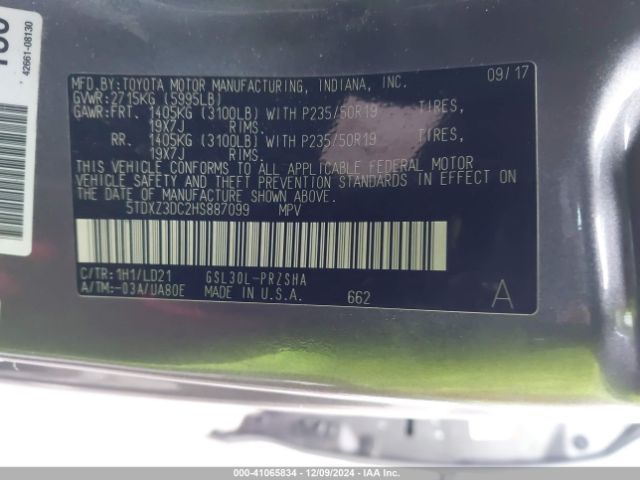 42661-08130
MFD.BY:TOYOTA MOTOR MANUFACTURING, INDIANA, INC. 09/17
GVWR:2715KG (5995LB)
GAWR:FRT. 1405KG (3100LB) WITH P235/50R19 TIRES,
19X7J RIMS.
RR. 1405KG (3100LB) WITH P235/50R19 TIRES,
19X7J RIMS.
THIS VEHICLE CONFORMS TO ALL APPLICABLE FEDERAL MOTOR
VEHICLE SAFETY AND THEFT PREVENTION STANDARDS IN EFFECT ON
THE DATE OF MANUFACTURE SHOWN ABOVE.
5TDXZ3DC2HS887099 MPV
C/TR:1H1/LD21 GSL30L-PRZSHA
A/TM:-03A/UA80E MADE IN U.S.A. 662 A
000-41065834 - 12/09/2024 - IAAI.COM